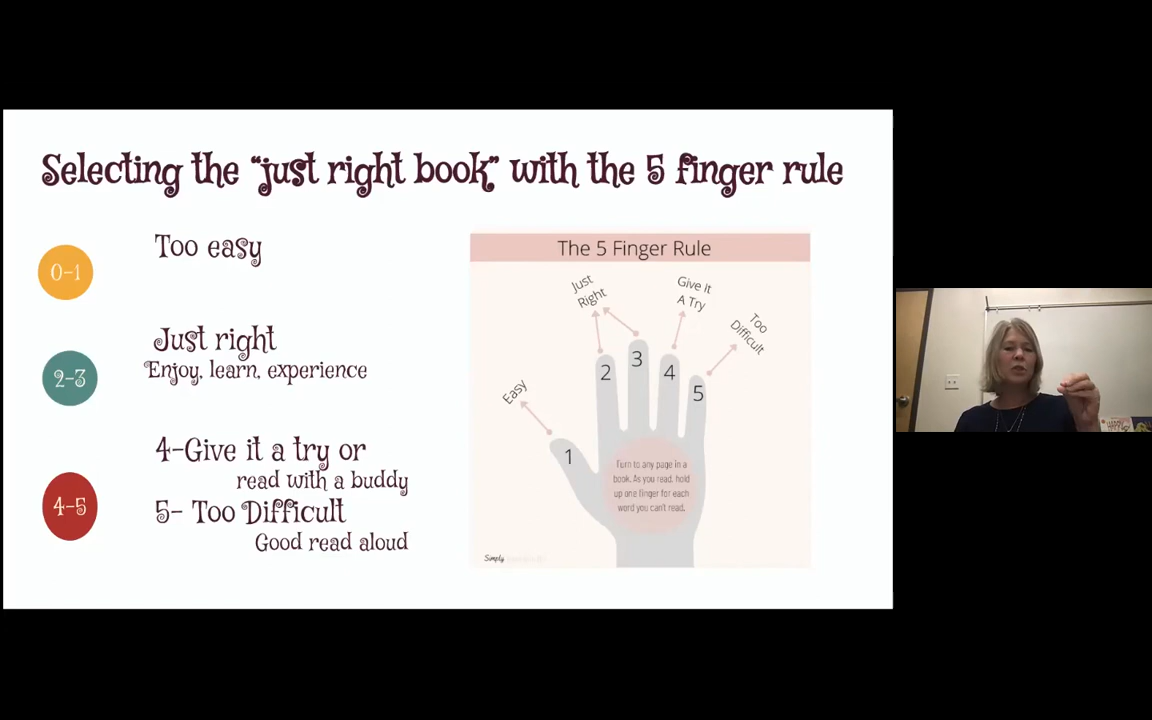 Selecting the “just right book” with the 5 finger rule
0-1
Too easy
2-3
Just right
Enjoy, learn, experience
4-5
4-Give it a try or
read with a buddy
5- Too Difficult
Good read aloud
The 5 Finger Rule
Easy
Just
Right
Give It
A Try
Too
Difficult
1
2
3
4
5
Turn to any page in a
book. As you read, hold
up one finger for each
word you can't read.
Simply